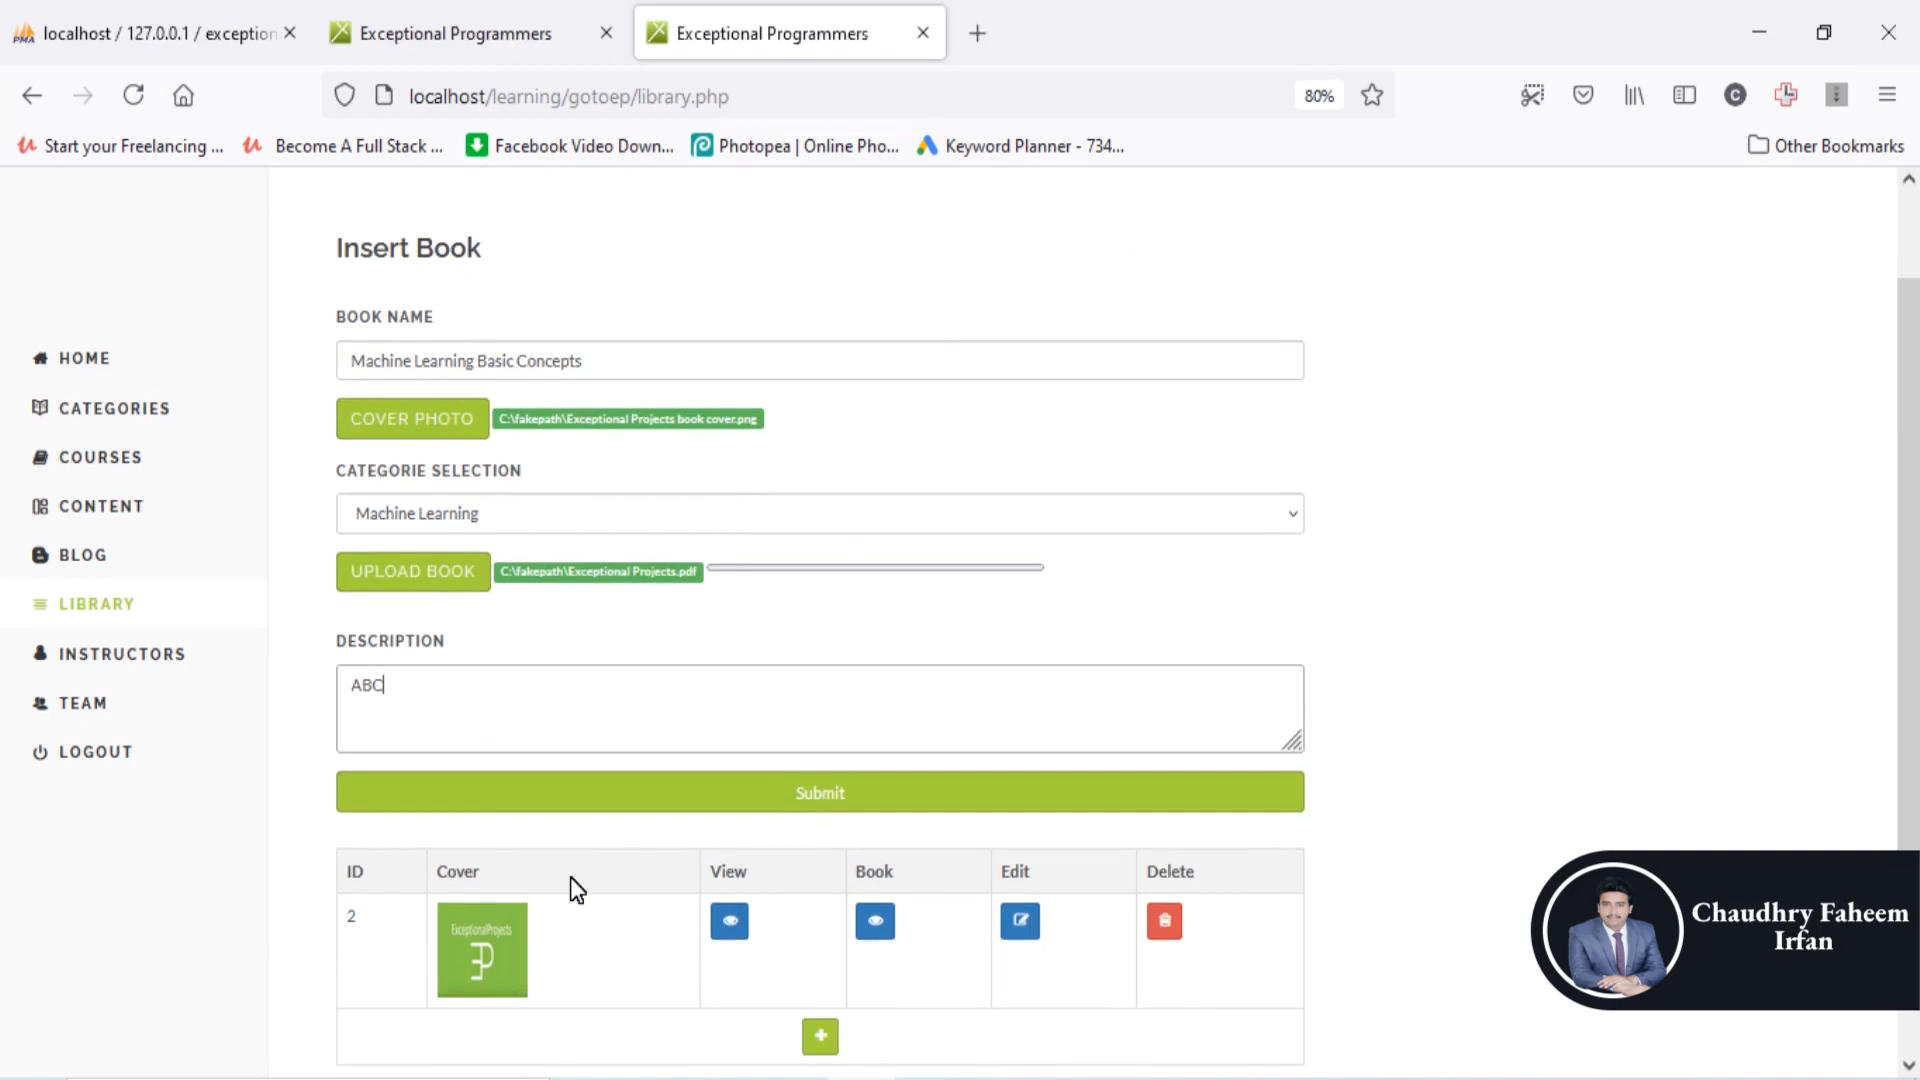 localhost / 127.0.0.1 / exception
Exceptional Programmers
Exceptional Programmers
localhost/learning/gotoep/library.php
80%
Start your Freelancing ...
Become A Full Stack ...
Facebook Video Down...
Photopea | Online Pho...
Keyword Planner - 734...
Other Bookmarks
HOME
CATEGORIES
COURSES
CONTENT
BLOG
LIBRARY
INSTRUCTORS
TEAM
LOGOUT
Insert Book
BOOK NAME
Machine Learning Basic Concepts
COVER PHOTO C:\fakepath\Exceptional Projects book cover.png
CATEGORIE SELECTION
Machine Learning
UPLOAD BOOK C:\fakepath\Exceptional Projects.pdf
DESCRIPTION
ABC
Submit
ID Cover View Book Edit Delete
2
ExceptionalProjects
Chaudhry Faheem
Irfan